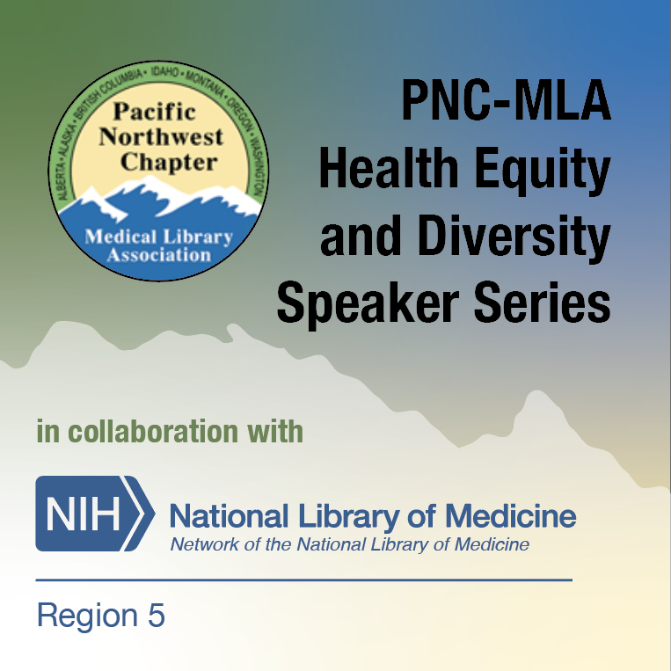 ALBERTA • ALASKA • BRITISH COLUMBIA • IDAHO • MONTANA • OREGON • WASHINGTON
Pacific
Northwest
Chapter
Medical Library
Association
PNC-MLA
Health Equity
and Diversity
Speaker Series
in collaboration with
NIH
National Library of Medicine
Network of the National Library of Medicine
Region 5